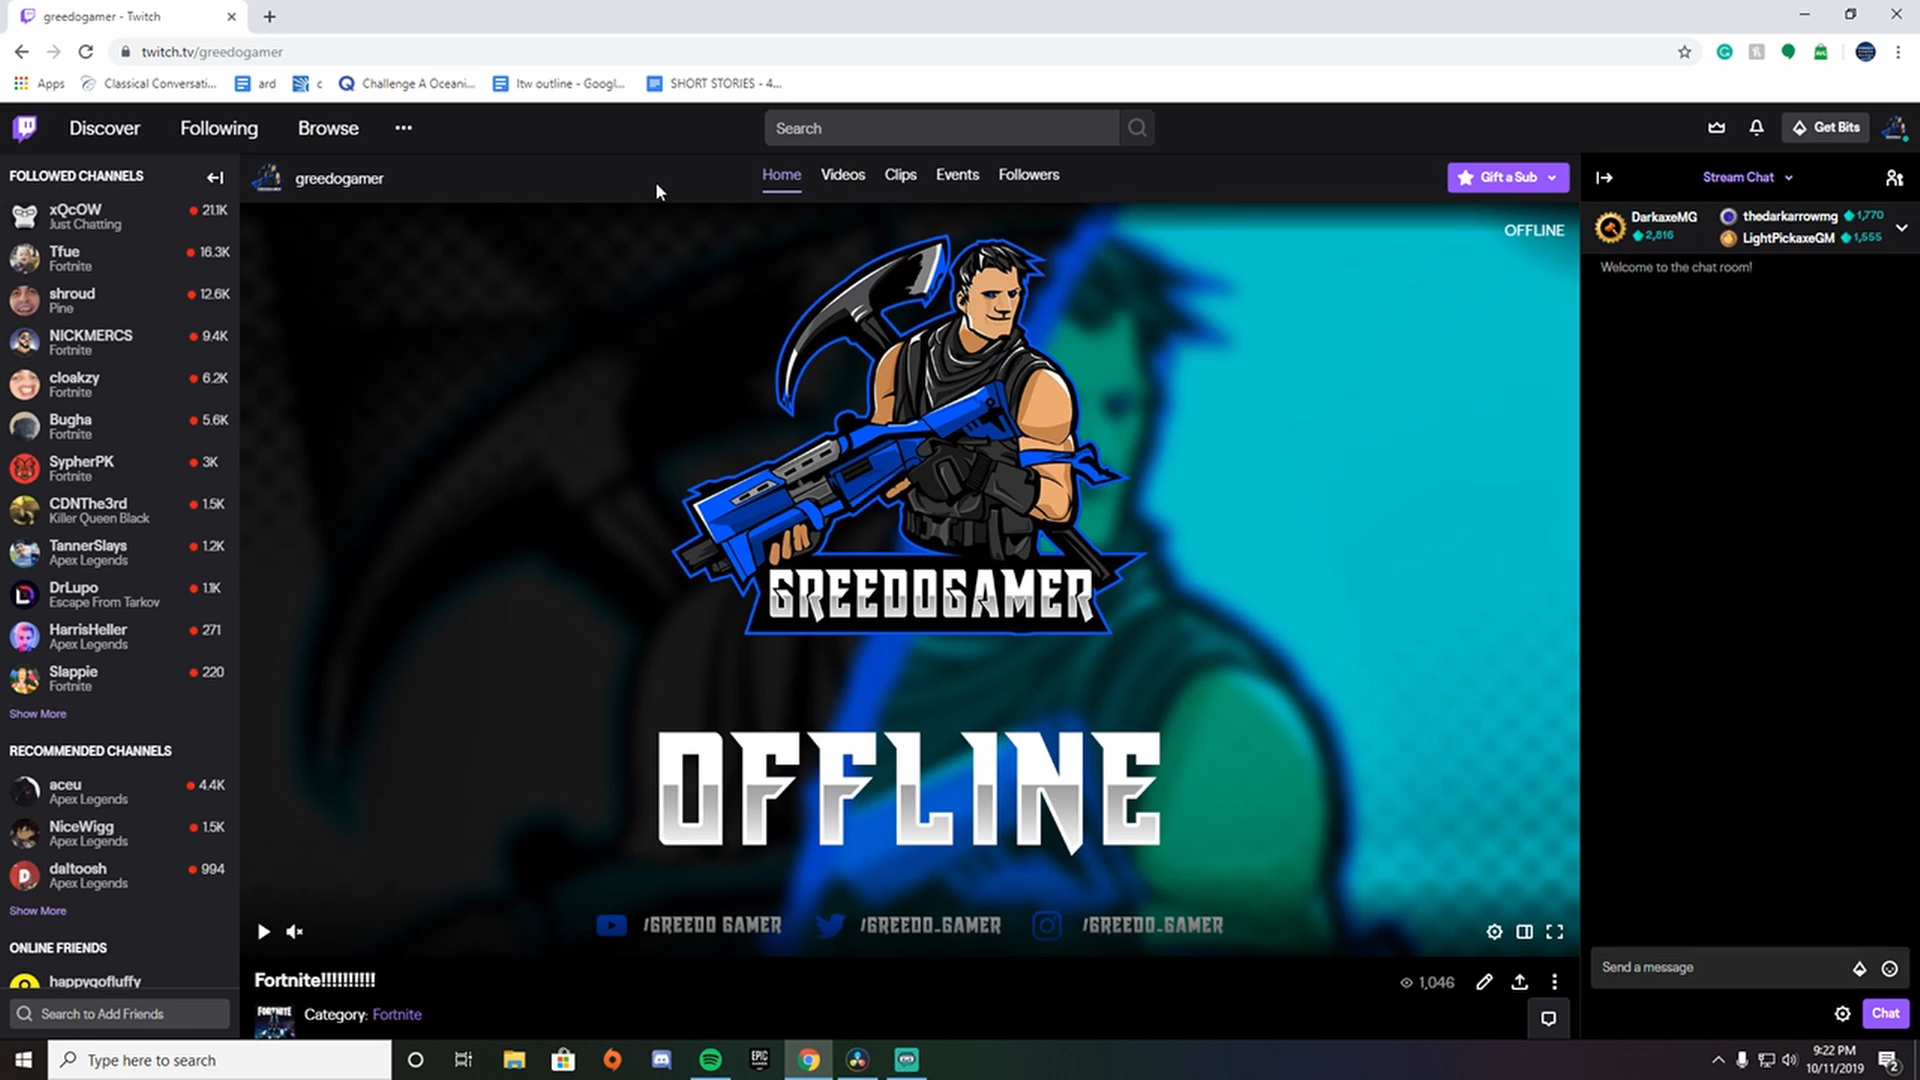 greedogamer - Twitch
twitch.tv/greedogamer
Apps
Classical Conversati...
ard
c
Challenge A Oceani...
ltw outline - Googl...
SHORT STORIES - 4...
Discover
Following
Browse
Search
Get Bits
FOLLOWED CHANNELS
xQcOW
21.1K
Just Chatting
Tfue
16.3K
Fortnite
shroud
12.6K
Pine
NICKMERCS
9.4K
Fortnite
cloakzy
6.2K
Fortnite
Bugha
5.6K
Fortnite
SypherPK
3K
Fortnite
CDNThe3rd
1.5K
Killer Queen Black
TannerSlays
1.2K
Apex Legends
DrLupo
1.1K
Escape From Tarkov
HarrisHeller
271
Apex Legends
Slappie
220
Fortnite
Show More
RECOMMENDED CHANNELS
aceu
4.4K
Apex Legends
NiceWigg
1.5K
Apex Legends
daltoosh
994
Apex Legends
Show More
ONLINE FRIENDS
happygofluffy
Search to Add Friends
greedogamer
Home
Videos
Clips
Events
Followers
Gift a Sub
OFFLINE
GREEDOGAMER
OFFLINE
/GREEDO GAMER
/GREEDO_GAMER
/GREEDO_GAMER
Fortnite!!!!!!!!!!
1,046
FORTNITE
Category: Fortnite
Stream Chat
DarkaxeMG
2,816
thedarkarrowmg
1,770
LightPickaxeGM
1,555
Welcome to the chat room!
Send a message
Chat
Type here to search
EPIC
9:22 PM
10/11/2019
2